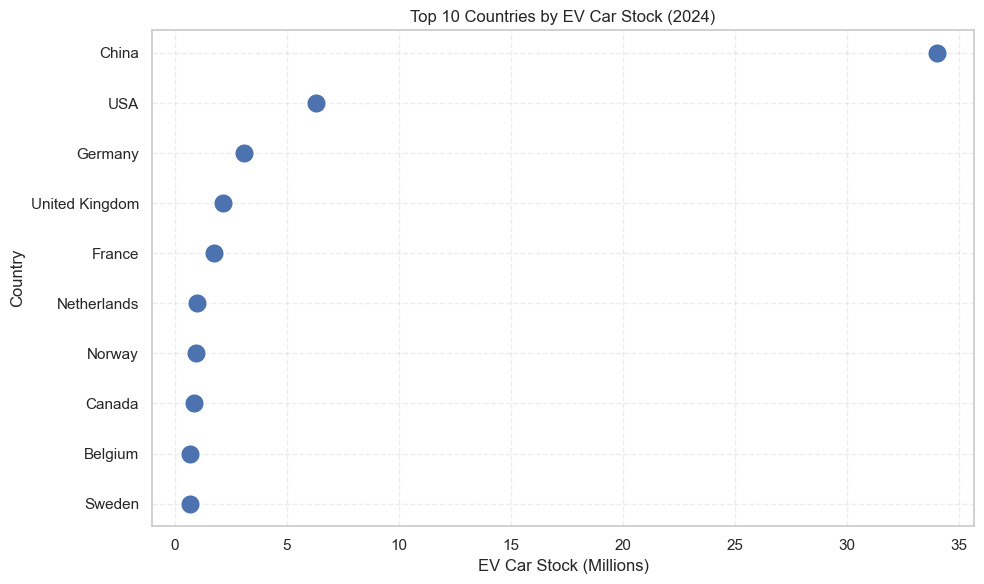 Top 10 Countries by EV Car Stock (2024)
Country
China
USA
Germany
United Kingdom
France
Netherlands
Norway
Canada
Belgium
Sweden
0 5 10 15 20 25 30 35
EV Car Stock (Millions)